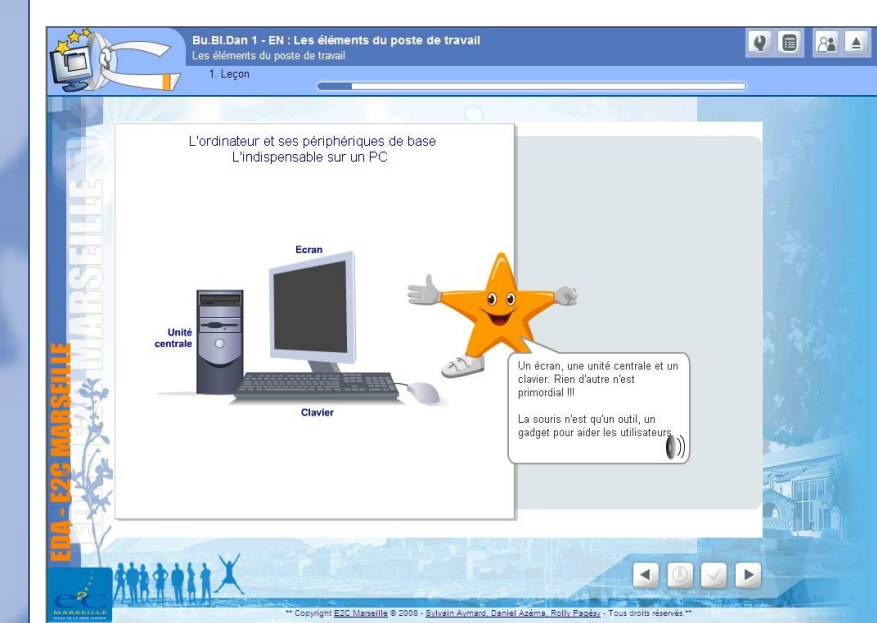 Bu.Bl.Dan 1 - EN : Les éléments du poste de travail
Les éléments du poste de travail
1. Leçon
L'ordinateur et ses périphériques de base
L'indispensable sur un PC
Ecran
Unité
centrale
Clavier
Un écran, une unité centrale et un
clavier. Rien d'autre n'est
primordial !!!
La souris n'est qu'un outil, un
gadget pour aider les utilisateurs
EDA - E2C MARSEILLE
MARSEILLE
e2c
MARSEILLE
** Copyright E2C Marseille © 2008 - Sylvain Aymard, Daniel Azéma, Rolly Pagésy - Tous droits réservés.**